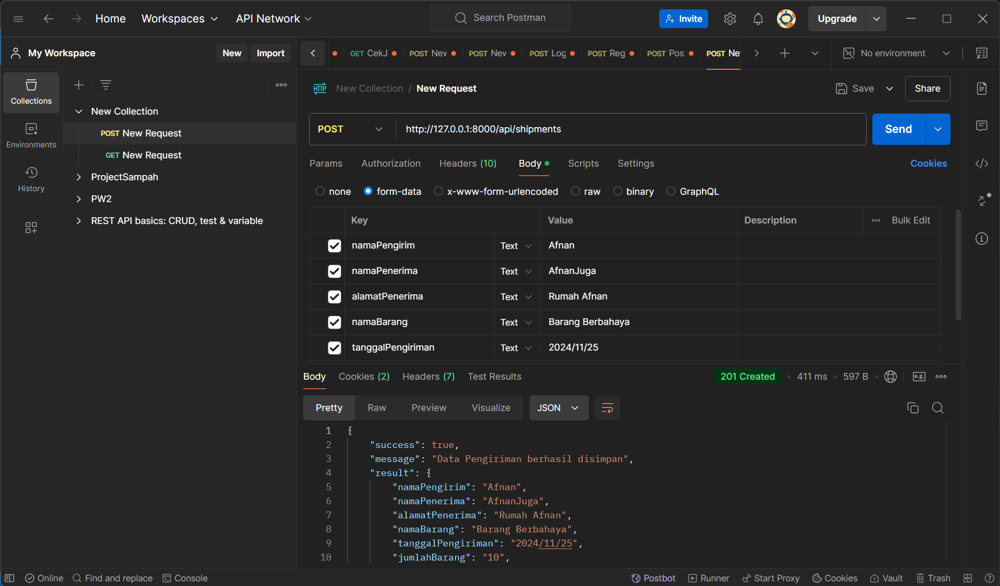 Home Workspaces API Network Search Postman Invite Upgrade
My Workspace New Import GET CekJ POST Nev POST Nev POST Log POST Reg POST Pos POST Ne No environment
Collections
Environments
History
New Collection
POST New Request
GET New Request
ProjectSampah
PW2
REST API basics: CRUD, test & variable
HTTP New Collection / New Request Save Share
POST http://127.0.0.1:8000/api/shipments Send
Params Authorization Headers (10) Body Scripts Settings Cookies
none form-data x-www-form-urlencoded raw binary GraphQL
Key Value Description Bulk Edit
namaPengirim Text Afnan
namaPenerima Text AfnanJuga
alamatPenerima Text Rumah Afnan
namaBarang Text Barang Berbahaya
tanggalPengiriman Text 2024/11/25
Body Cookies (2) Headers (7) Test Results 201 Created 411 ms 597 B e.g.
Pretty Raw Preview Visualize JSON
1 {
2 "success": true,
3 "message": "Data Pengiriman berhasil disimpan",
4 "result": {
5 "namaPengirim": "Afnan",
6 "namaPenerima": "AfnanJuga",
7 "alamatPenerima": "Rumah Afnan",
8 "namaBarang": "Barang Berbahaya",
9 "tanggalPengiriman": "2024/11/25",
10 "jumlahBarang": "10",
Online Find and replace Console Postbot Runner Start Proxy Cookies Vault Trash